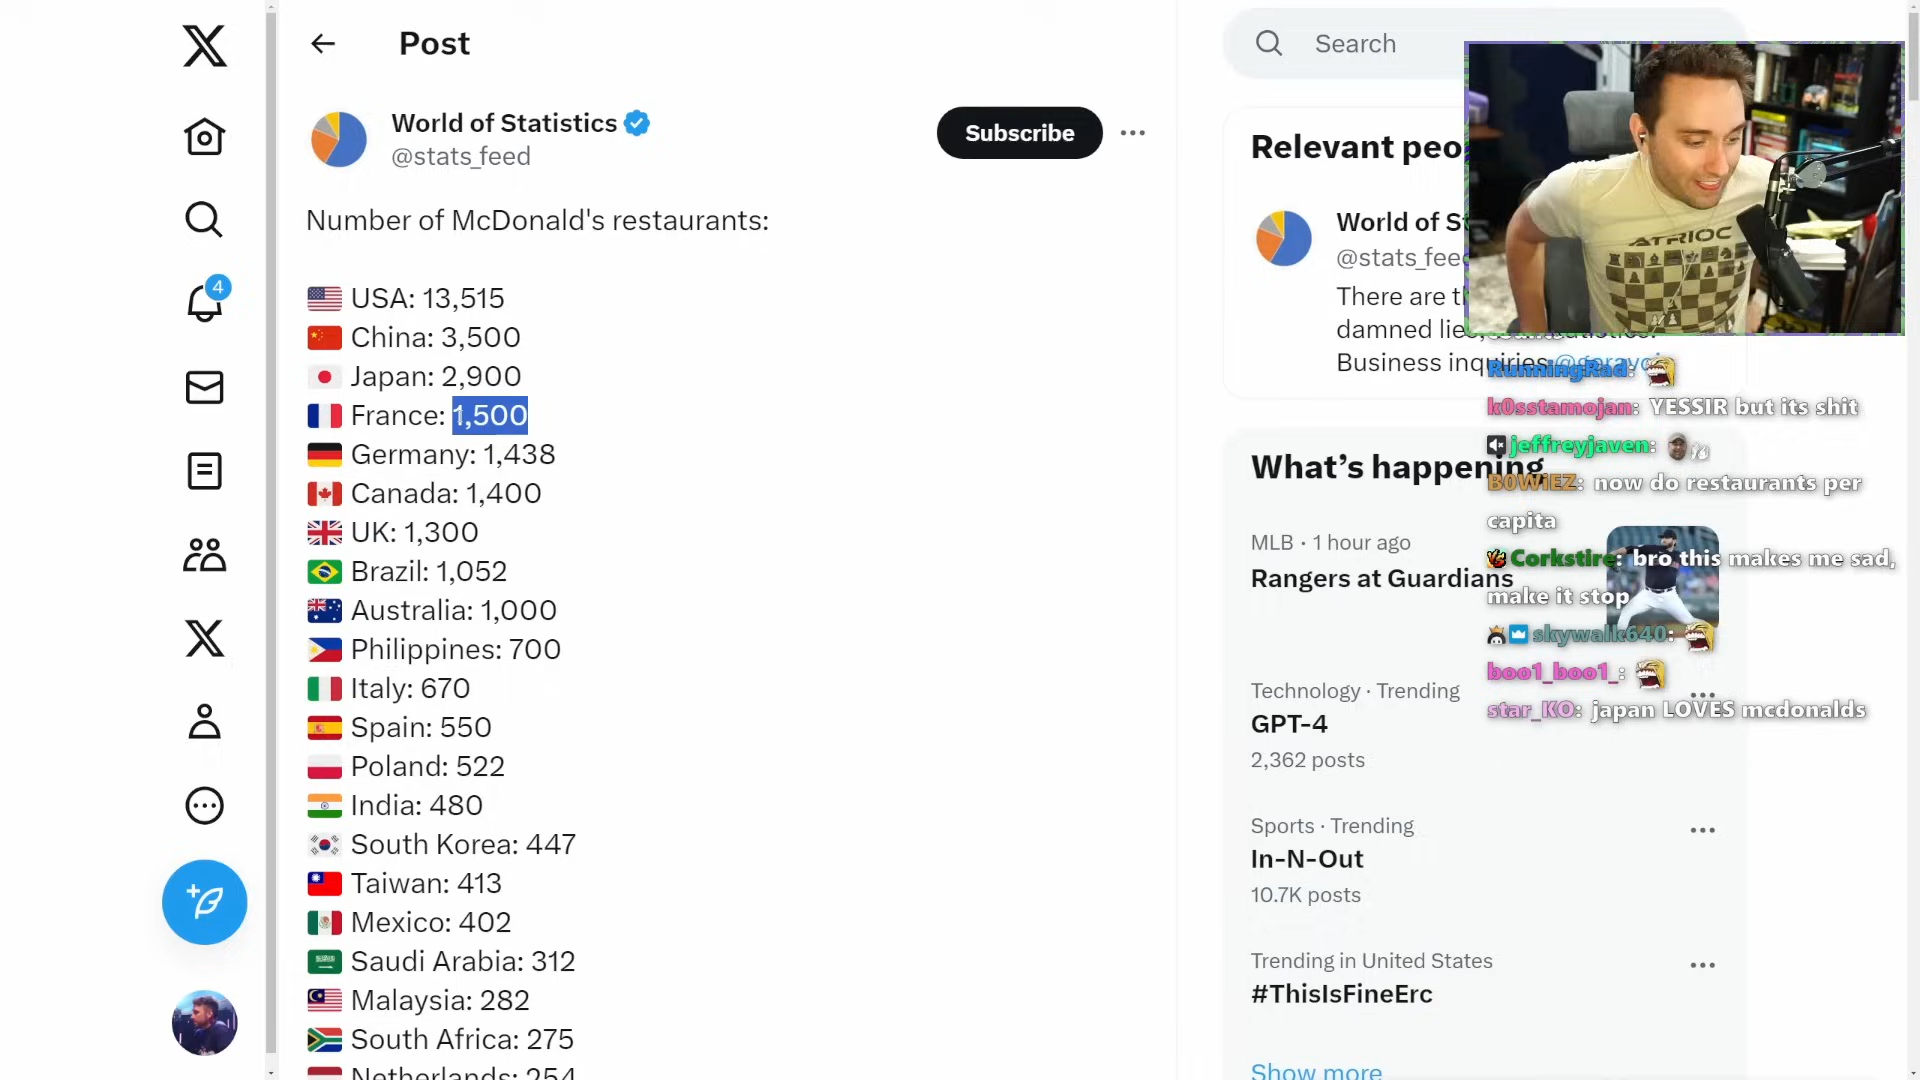 Post
World of Statistics
@stats_feed
Subscribe
Number of McDonald's restaurants:
USA: 13,515
China: 3,500
Japan: 2,900
France: 1,500
Germany: 1,438
Canada: 1,400
UK: 1,300
Brazil: 1,052
Australia: 1,000
Philippines: 700
Italy: 670
Spain: 550
Poland: 522
India: 480
South Korea: 447
Taiwan: 413
Mexico: 402
Saudi Arabia: 312
Malaysia: 282
South Africa: 275
Netherlands: 254
4
Search
Relevant peo
World of S
@stats_fee
There are t
damned lie
Business inquiries
What's happening
MLB · 1 hour ago
Rangers at Guardians
Technology · Trending
GPT-4
2,362 posts
Sports · Trending
In-N-Out
10.7K posts
Trending in United States
#ThisIsFineErc
Show more
ATRIOC
RunningRad:
k0sstamojan: YESSIR but its shit
jeffreyjaven:
B0WiEZ: now do restaurants per
capita
Corkstire: bro this makes me sad,
make it stop
skywalk640:
boo1_boo1_:
star_KO: japan LOVES mcdonalds